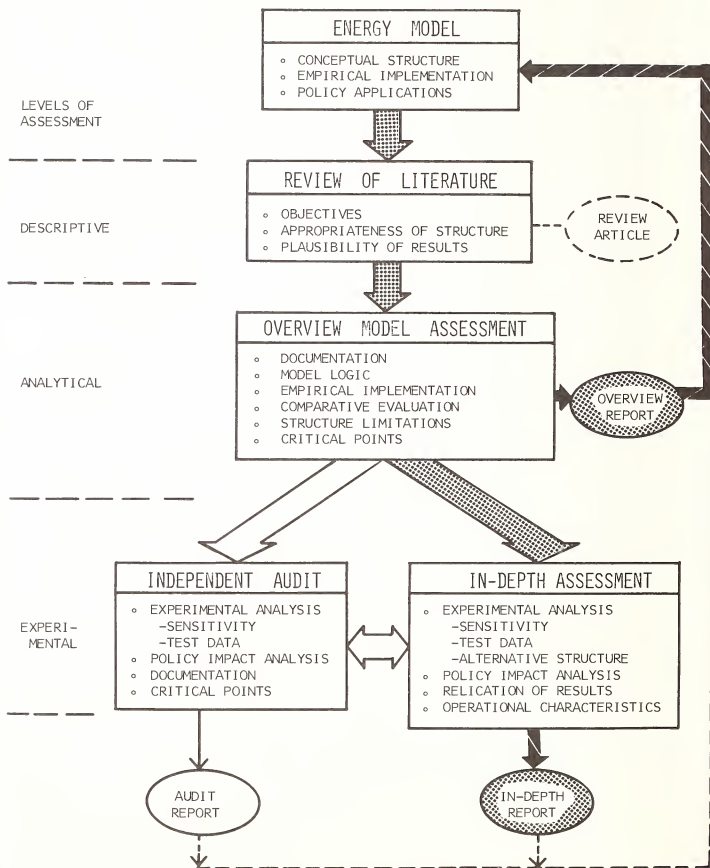 ENERGY MODEL
° CONCEPTUAL STRUCTURE
° EMPIRICAL IMPLEMENTATION
° POLICY APPLICATIONS
LEVELS OF
ASSESSMENT
REVIEW OF LITERATURE
° OBJECTIVES
° APPROPRIATENESS OF STRUCTURE
° PLAUSIBILITY OF RESULTS
REVIEW
ARTICLE
DESCRIPTIVE
OVERVIEW MODEL ASSESSMENT
° DOCUMENTATION
° MODEL LOGIC
° EMPIRICAL IMPLEMENTATION
° COMPARATIVE EVALUATION
° STRUCTURE LIMITATIONS
° CRITICAL POINTS
ANALYTICAL
OVERVIEW
REPORT
INDEPENDENT AUDIT
° EXPERIMENTAL ANALYSIS
-SENSITIVITY
-TEST DATA
° POLICY IMPACT ANALYSIS
° DOCUMENTATION
° CRITICAL POINTS
IN-DEPTH ASSESSMENT
° EXPERIMENTAL ANALYSIS
-SENSITIVITY
-TEST DATA
-ALTERNATIVE STRUCTURE
° POLICY IMPACT ANALYSIS
° RELICATION OF RESULTS
° OPERATIONAL CHARACTERISTICS
EXPERI-
MENTAL
AUDIT
REPORT
IN-DEPTH
REPORT